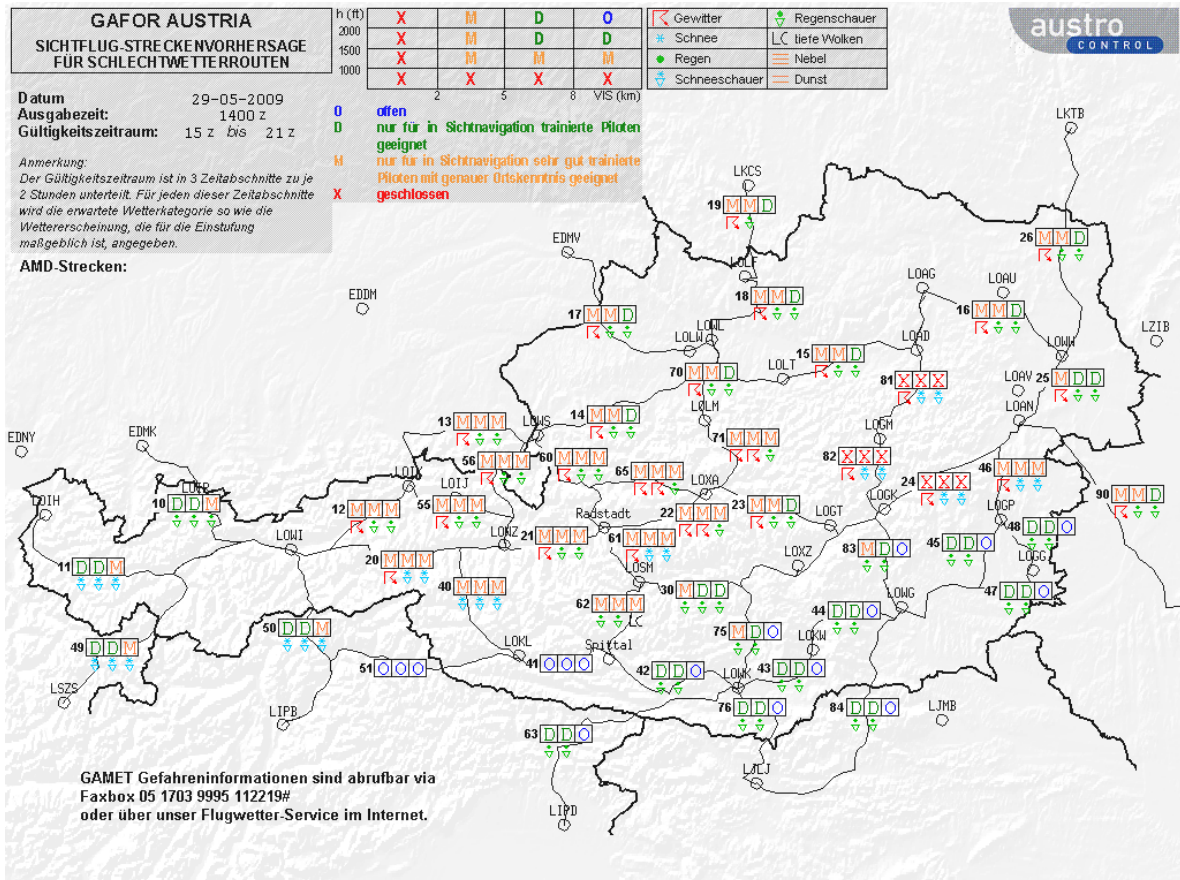 GAFOR AUSTRIA
SICHTFLUG-STRECKENVORHERSAGE
FÜR SCHLECHTWETTERROUTEN
h (ft)
2000
1500
1000
X M D O
X M D D
X M M M
X X X X
2 5 8 VIS (km)
Gewitter
Regenschauer
Schnee
LC tiefe Wolken
Regen
Nebel
Schneeschauer
Dunst
austro
CONTROL
Datum 29-05-2009
Ausgabezeit: 1400 z
Gültigkeitszeitraum: 15 z bis 21 z
O offen
D nur für in Sichtnavigation trainierte Piloten
geeignet
M nur für in Sichtnavigation sehr gut trainierte
Piloten mit genauer Ortskenntnis geeignet
X geschlossen
Anmerkung:
Der Gültigkeitszeitraum ist in 3 Zeitabschnitte zu je
2 Stunden unterteilt. Für jeden dieser Zeitabschnitte
wird die erwartete Wetterkategorie so wie die
Wettererscheinung, die für die Einstufung
maßgeblich ist, angegeben.
AMD-Strecken:
LKTB
LKCS
19 M M D
26 M M D
EDMV
LOLF
LOAG
LOAU
EDDM
18 M M D
17 M M D
16 M M D
LZIB
LOWL
LOLW
LOAD
LOWW
15 M M D
70 M M D
LOLT
81 X X X
LOAV
25 M D D
14 M M D
LOLM
LOAN
13 M M M
LOWS
EDNY
EDMK
71 M M M
LOGM
56 M M M
60 M M M
82 X X X
65 M M M
46 M M M
LOIK
LOIJ
LOXA
24 X X X
90 M M D
LOIH
LOIR
10 D D M
12 M M M
55 M M M
23 M M D
LOGK
LOGP
22 M M M
Radstadt
LOGT
48 D D O
LOWI
LONZ
21 M M M
61 M M M
83 M D O
45 D D O
20 M M M
LOXZ
11 D D M
LOSM
LOGG
40 M M M
30 M D D
47 D D O
62 M M M
LC
44 D D O
LOWG
50 D D M
75 M D O
LOKW
49 D D M
LOKL
Spittal
51 O O O
41 O O O
42 D D O
43 D D O
LSZS
LOWK
LIPB
76 D D O
84 D D O
LJMB
63 D D O
LJLJ
GAMET Gefahreninformationen sind abrufbar via
Faxbox 05 1703 9995 112219#
oder über unser Flugwetter-Service im Internet.
LIPD